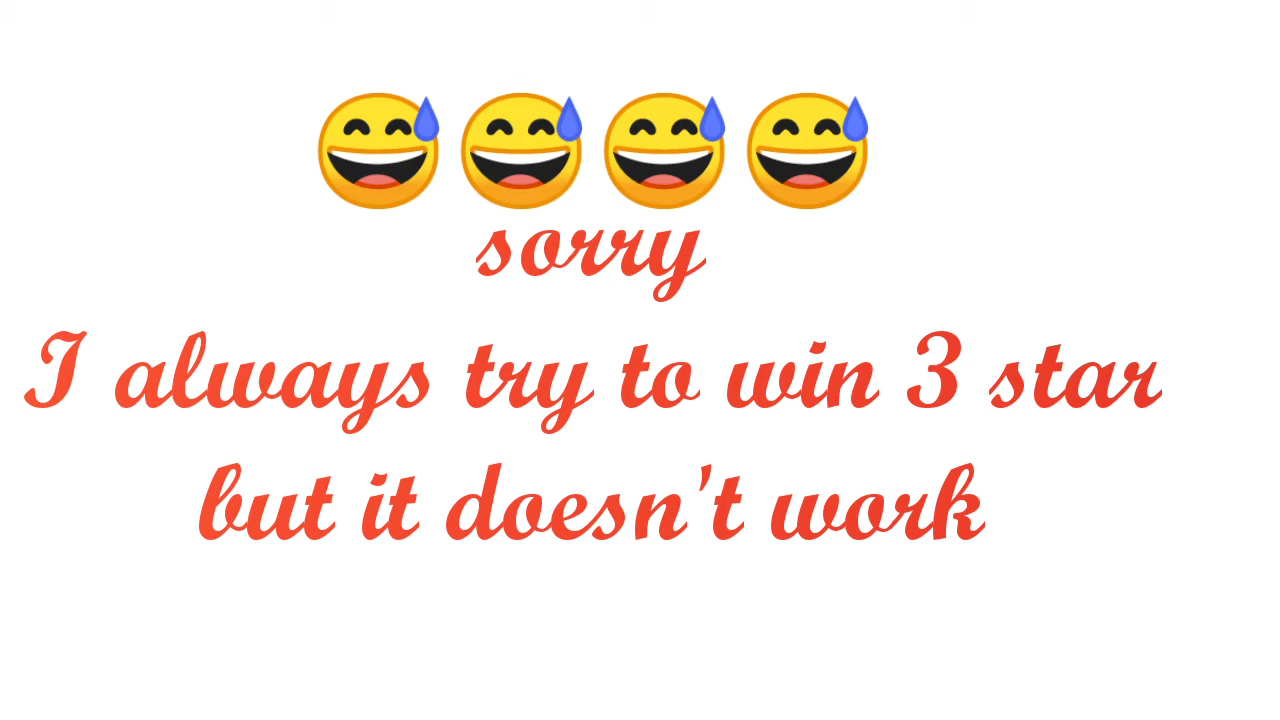 😅😅😅😅
sorry
I always try to win 3 star
but it doesn't work